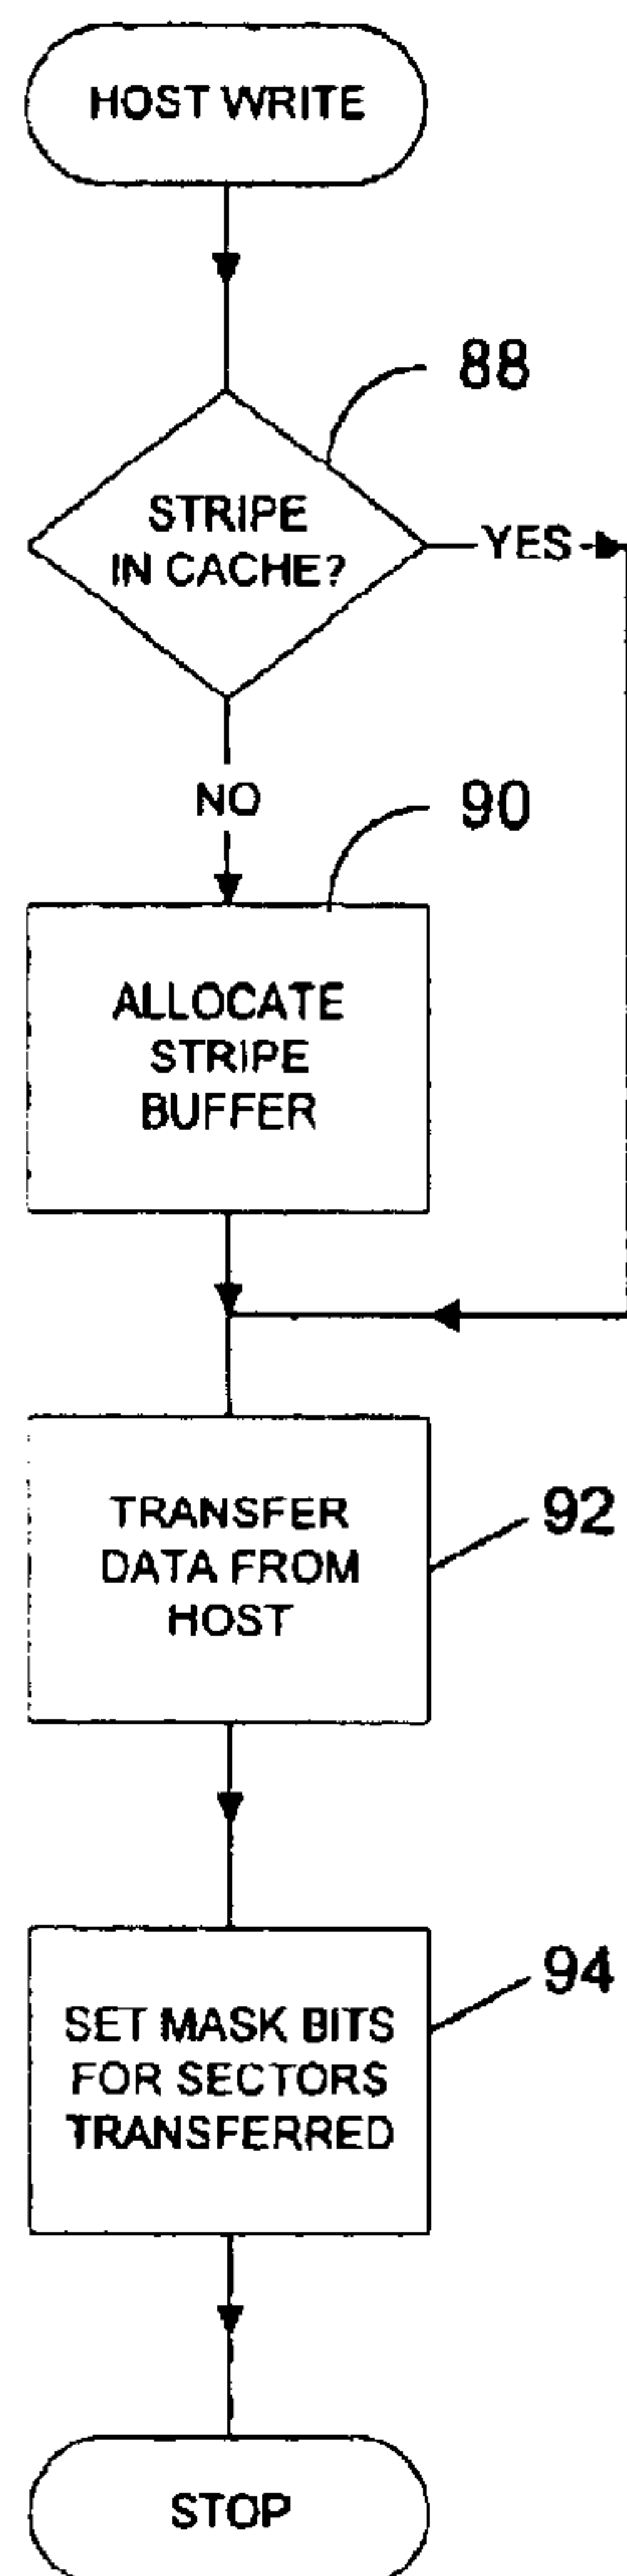 HOST WRITE
88
STRIPE
IN CACHE?
YES
NO
90
ALLOCATE
STRIPE
BUFFER
TRANSFER
DATA FROM
HOST
92
SET MASK BITS
FOR SECTORS
TRANSFERRED
94
STOP